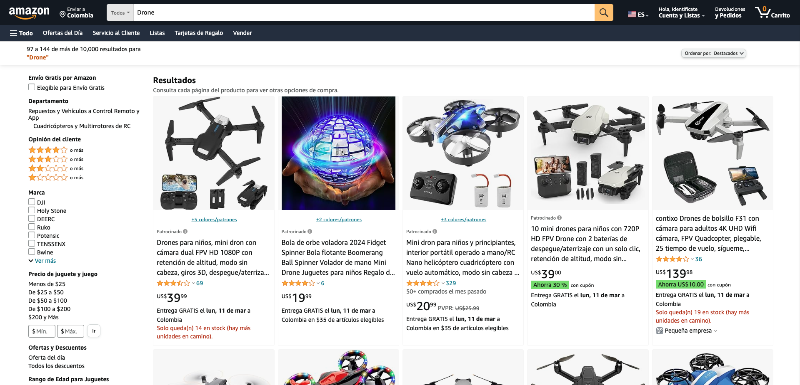 amazon
Enviar a
Colombia
Todos
Drone
ES
Hola, Identifícate
Cuenta y Listas
Devoluciones
y Pedidos
0
Carrito
Todo
Ofertas del Día
Servicio al Cliente
Listas
Tarjetas de Regalo
Vender
97 a 144 de más de 10,000 resultados para
"Drone"
Ordenar por: Destacados
Envío Gratis por Amazon
Elegible para Envío Gratis
Departamento
Repuestos y Vehículos a Control Remoto y
App
Cuadricópteros y Multirrotores de RC
Opinión del cliente
o más
o más
o más
o más
Marca
DJI
Holy Stone
DEERC
Ruko
Potensic
TENSSENX
Bwine
Ver más
Precio de juguete y juego
Menos de $25
De $25 a $50
De $50 a $100
De $100 a $200
$200 y Más
$ Mín.
$ Máx.
Ir
Ofertas y Descuentos
Oferta del día
Todos los descuentos
Rango de Edad para Juguetes
Resultados
Consulta cada página del producto para ver otras opciones de compra.
colores/patrones
Patrocinado
Drones para niños, mini dron con
cámara dual FPV HD 1080P con
retención de altitud, modo sin
cabeza, giros 3D, despegue/aterriza...
69
US$39 99
Entrega GRATIS el lun, 11 de mar a
Colombia
Solo queda(n) 14 en stock (hay más
unidades en camino).
colores/patrones
Patrocinado
Bola de orbe voladora 2024 Fidget
Spinner Bola flotante Boomerang
Ball Spinner Volador de mano Mini
Drone Juguetes para niños Regalo d...
6
US$19 99
Entrega GRATIS el lun, 11 de mar a
Colombia en $35 de artículos elegibles
colores/patrones
Patrocinado
Mini dron para niños y principiantes,
interior portátil operado a mano/RC
Nano helicóptero cuadricóptero con
vuelo automático, modo sin cabeza ...
329
50+ comprados el mes pasado
US$20 99 PVPR: US$25.99
Entrega GRATIS el lun, 11 de mar a
Colombia en $35 de artículos elegibles
Patrocinado
10 mini drones para niños con 720P
HD FPV Drone con 2 baterías de
despegue/aterrizaje con un solo clic,
retención de altitud, modo sin...
US$39 00
Ahorra 30 % con cupón
Entrega GRATIS el lun, 11 de mar a
Colombia
contixo Drones de bolsillo F31 con
cámara para adultos 4K UHD Wifi
Cámara, FPV Quadcopter, plegable,
25 tiempo de vuelo, sígueme,...
36
US$139 98
Ahorra US$10.00 con cupón
Entrega GRATIS el lun, 11 de mar a
Colombia
Solo queda(n) 19 en stock (hay más
unidades en camino).
Pequeña empresa